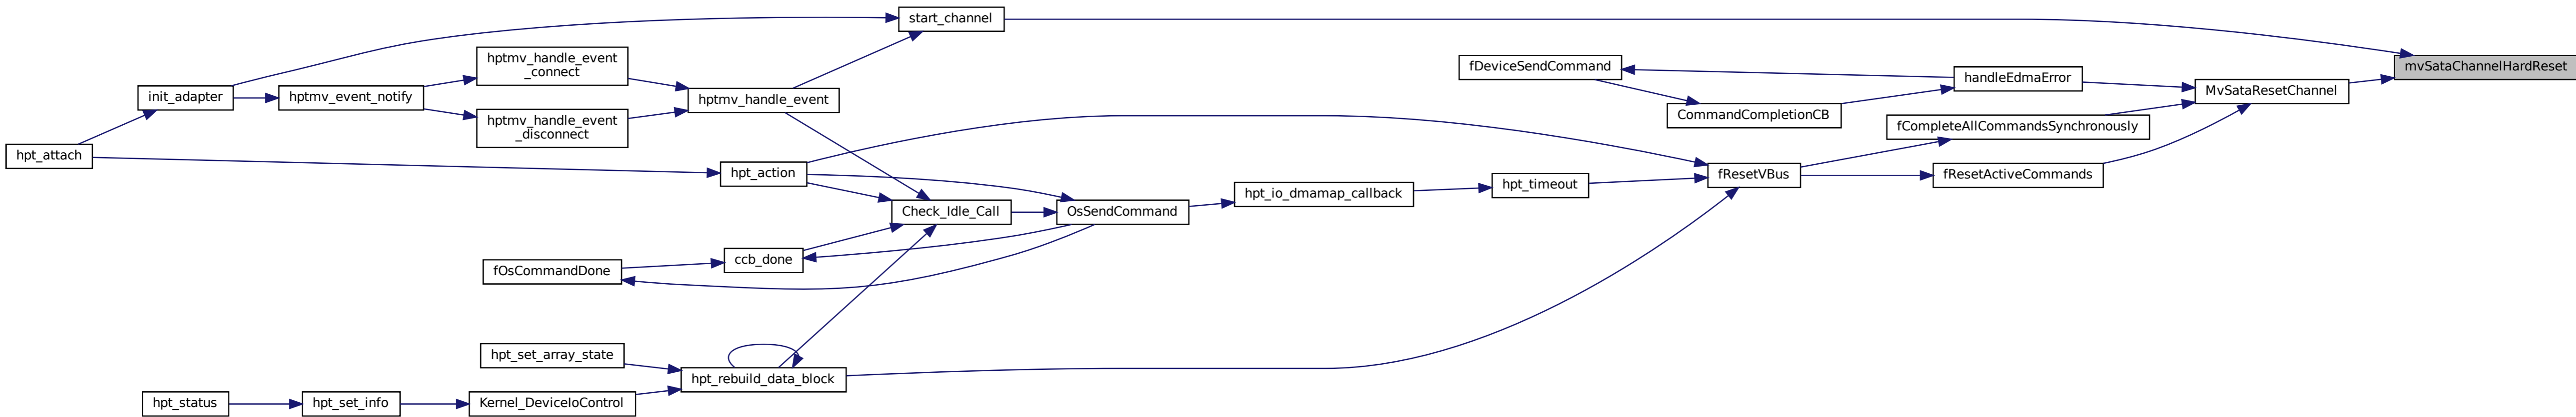 start_channel
mvSataChannelHardReset
hptmv_handle_event
_connect
fDeviceSendCommand
handleEdmaError
MvSataResetChannel
init_adapter
hptmv_event_notify
hptmv_handle_event
CommandCompletionCB
hptmv_handle_event
_disconnect
fCompleteAllCommandsSynchronously
hpt_attach
hpt_action
fResetVBus
fResetActiveCommands
hpt_timeout
hpt_io_dmamap_callback
Check_Idle_Call
OsSendCommand
ccb_done
fOsCommandDone
hpt_set_array_state
hpt_rebuild_data_block
hpt_status
hpt_set_info
Kernel_DeviceIoControl